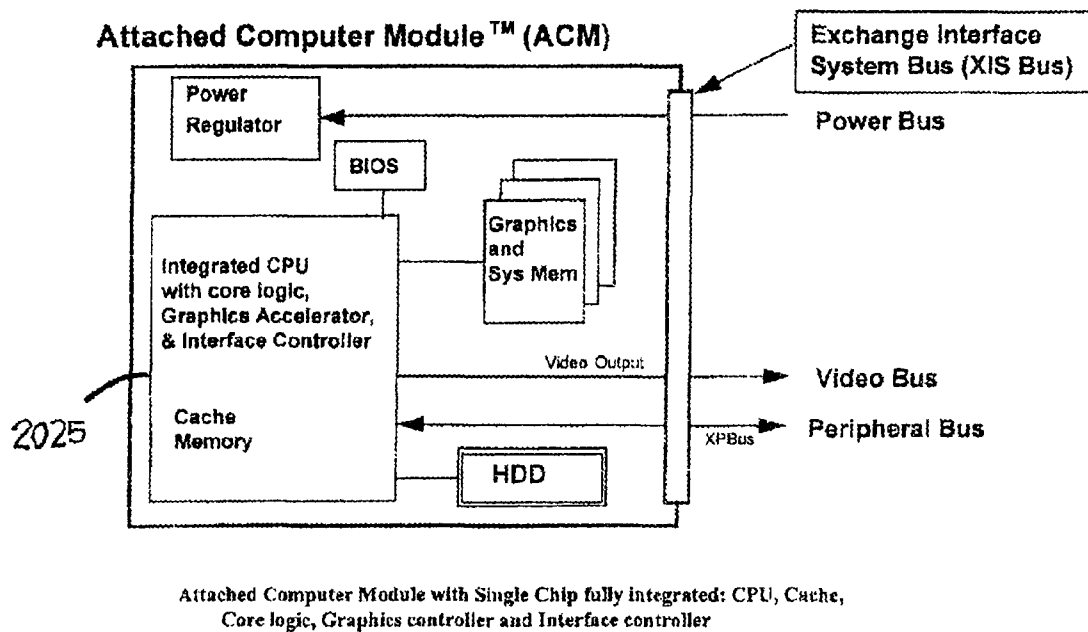 Attached Computer Module™ (ACM)
Exchange Interface
System Bus (XIS Bus)
Power
Regulator
Power Bus
BIOS
Graphics
and
Sys Mem
Integrated CPU
with core logic,
Graphics Accelerator,
& Interface Controller
Video Output
Video Bus
2025
Cache
Memory
XPBus
Peripheral Bus
HDD
Attached Computer Module with Single Chip fully integrated: CPU, Cache,
Core logic, Graphics controller and Interface controller